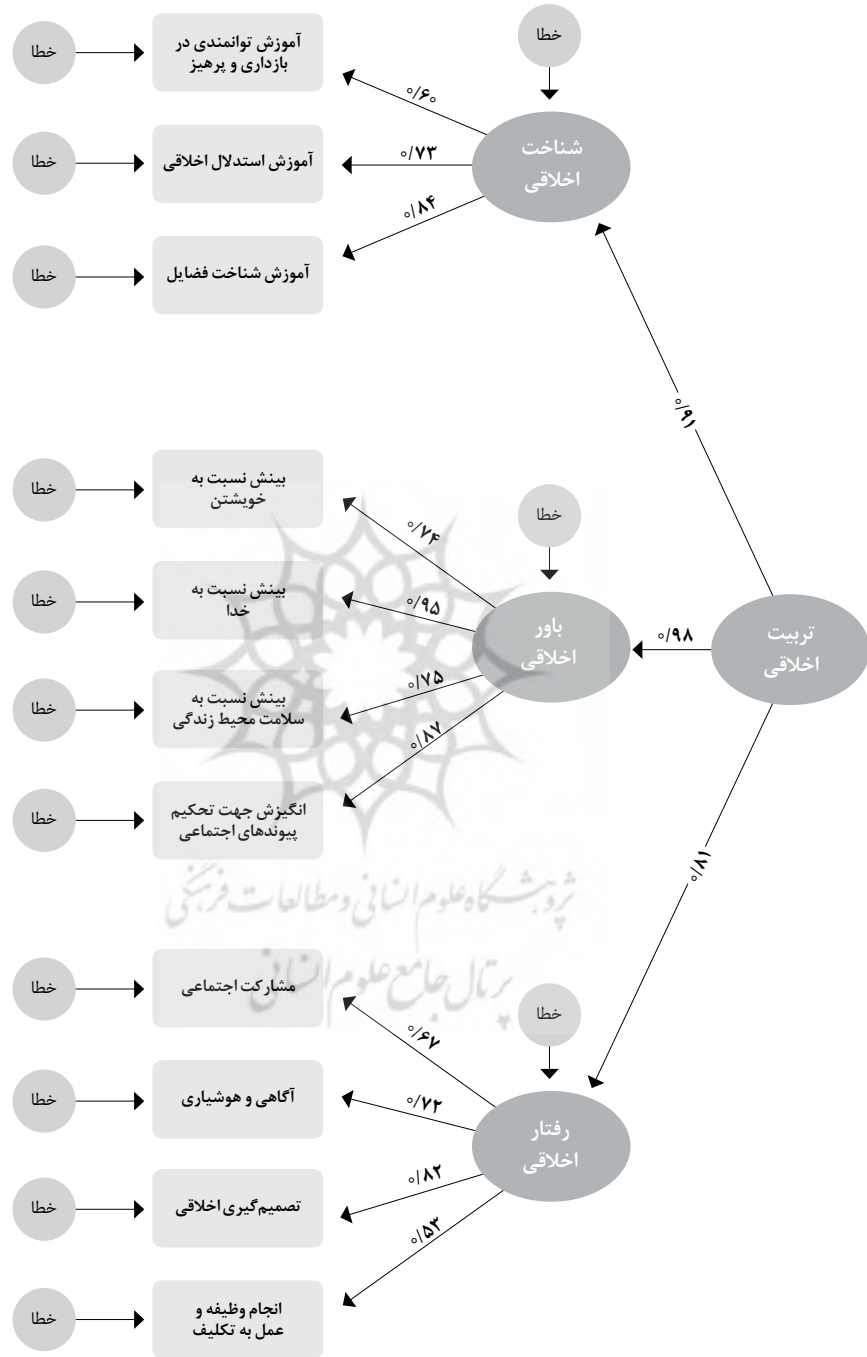 خطا
خطا
آموزش توانمندی در
بازداری و پرهیز
۰/۶۰
شناخت
اخلاقی
۰/۷۳
آموزش استدلال اخلاقی
خطا
۰/۸۴
آموزش شناخت فضایل
خطا
۰/۹۱
بینش نسبت به
خویشتن
خطا
خطا
۰/۷۴
بینش نسبت به
خدا
خطا
۰/۹۵
باور
اخلاقی
۰/۹۸
تربیت
اخلاقی
۰/۷۵
بینش نسبت به
سلامت محیط زندگی
خطا
۰/۸۷
انگیزش جهت تحکیم
پیوندهای اجتماعی
خطا
۰/۸۱
پژوهشگاه علوم انسانی و مطالعات فرهنگی
پرتال جامع علوم انسانی
مشارکت اجتماعی
خطا
خطا
۰/۶۷
آگاهی و هوشیاری
خطا
۰/۷۲
رفتار
اخلاقی
۰/۸۲
تصمیم‌گیری اخلاقی
خطا
۰/۵۳
انجام وظیفه و
عمل به تکلیف
خطا